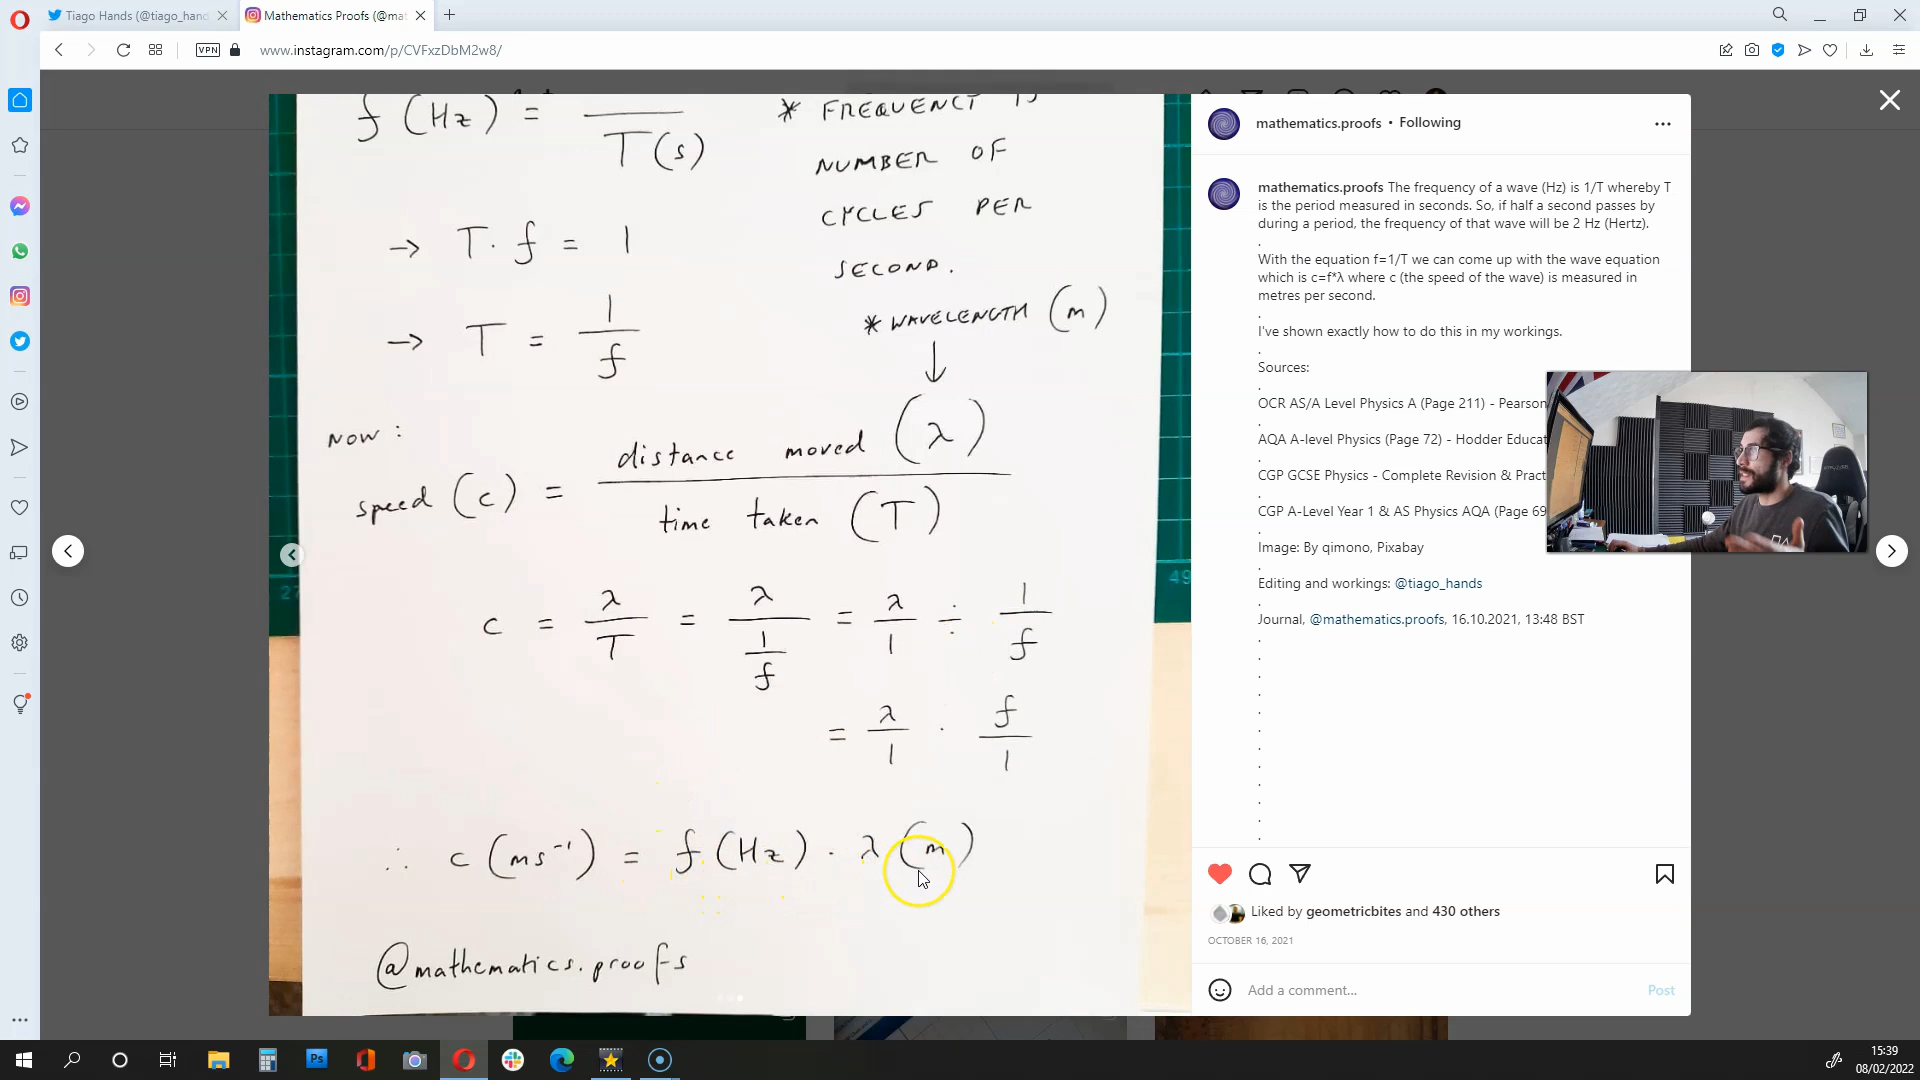 Tiago Hands (@tiago_hand
Mathematics Proofs (@mat
VPN
www.instagram.com/p/CVFxzDbM2w8/
f (Hz) =
T(s)
* FREQUENCY IS
NUMBER OF
CYCLES PER
SECOND.
→ T· f = 1
→ T = 1/f
* WAVELENGTH (m)
↓
NOW:
speed (c) = distance moved (λ)
time taken (T)
c = λ/T = λ/(1/f) = λ/1 ÷ 1/f
= λ/1 · f/1
∴ c (ms⁻¹) = f (Hz) · λ (m)
@mathematics.proofs
27
49
mathematics.proofs • Following
mathematics.proofs The frequency of a wave (Hz) is 1/T whereby T
is the period measured in seconds. So, if half a second passes by
during a period, the frequency of that wave will be 2 Hz (Hertz).
.
With the equation f=1/T we can come up with the wave equation
which is c=f*λ where c (the speed of the wave) is measured in
metres per second.
.
I've shown exactly how to do this in my workings.
.
Sources:
.
OCR AS/A Level Physics A (Page 211) - Pearson
.
AQA A-level Physics (Page 72) - Hodder Educat
.
CGP GCSE Physics - Complete Revision & Pract
.
CGP A-Level Year 1 & AS Physics AQA (Page 69
.
Image: By qimono, Pixabay
.
Editing and workings: @tiago_hands
.
Journal, @mathematics.proofs, 16.10.2021, 13:48 BST
.
.
.
.
.
.
.
.
.
.
.
.
Liked by geometricbites and 430 others
OCTOBER 16, 2021
Add a comment...
Post
Ps
15:39
08/02/2022